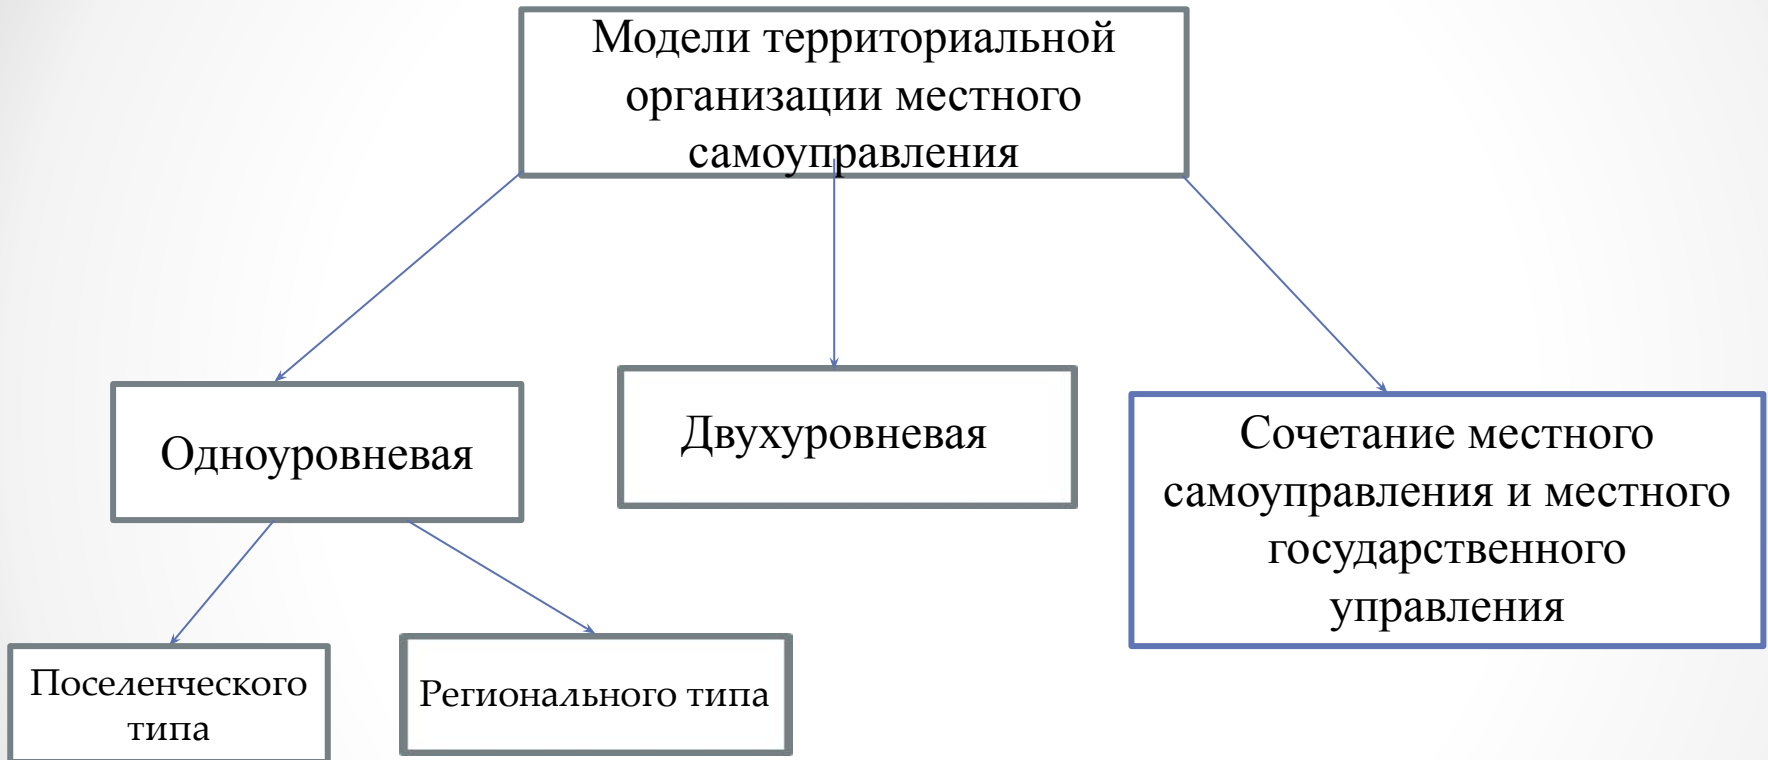 Модели территориальной
организации местного
самоуправления
Одноуровневая
Двухуровневая
Сочетание местного
самоуправления и местного
государственного
управления
Поселенческого
типа
Регионального типа